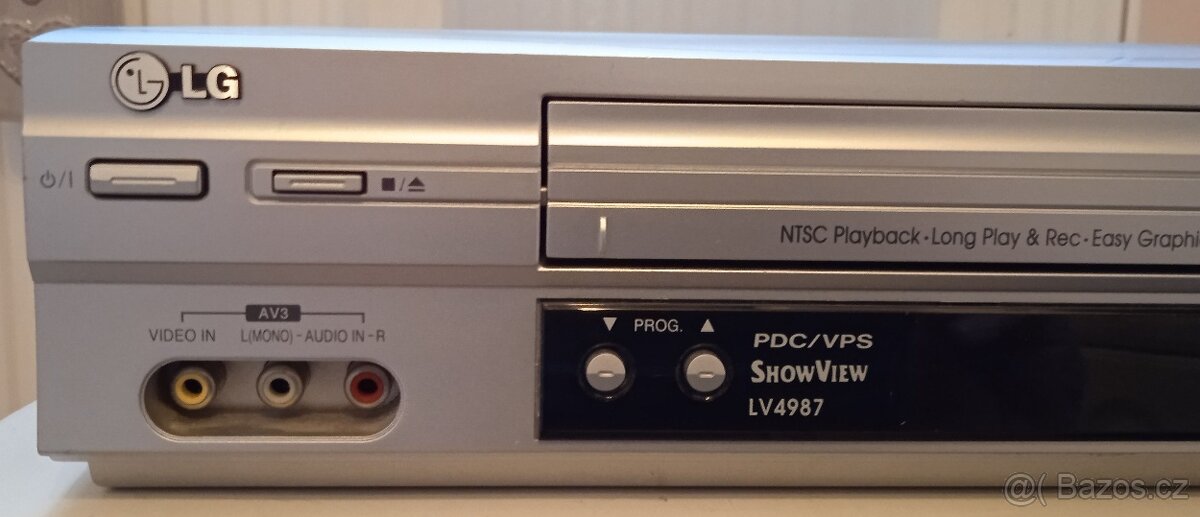 LG
⏻/I
■/⏏
NTSC Playback·Long Play & Rec·Easy Graphi
AV3
VIDEO IN L(MONO)-AUDIO IN-R
▼ PROG. ▲
PDC/VPS
SHOWVIEW
LV4987
@( Bazos.cz